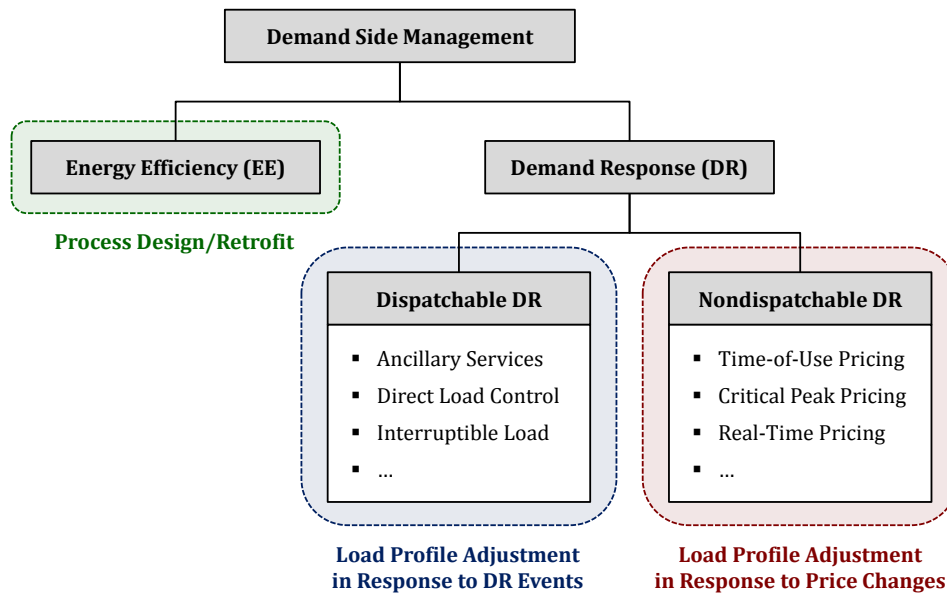 Demand Side Management
Energy Efficiency (EE)
Demand Response (DR)
Process Design/Retrofit
Dispatchable DR
▪ Ancillary Services
▪ Direct Load Control
▪ Interruptible Load
▪ ...
Nondispatchable DR
▪ Time-of-Use Pricing
▪ Critical Peak Pricing
▪ Real-Time Pricing
▪ ...
Load Profile Adjustment
in Response to DR Events
Load Profile Adjustment
in Response to Price Changes